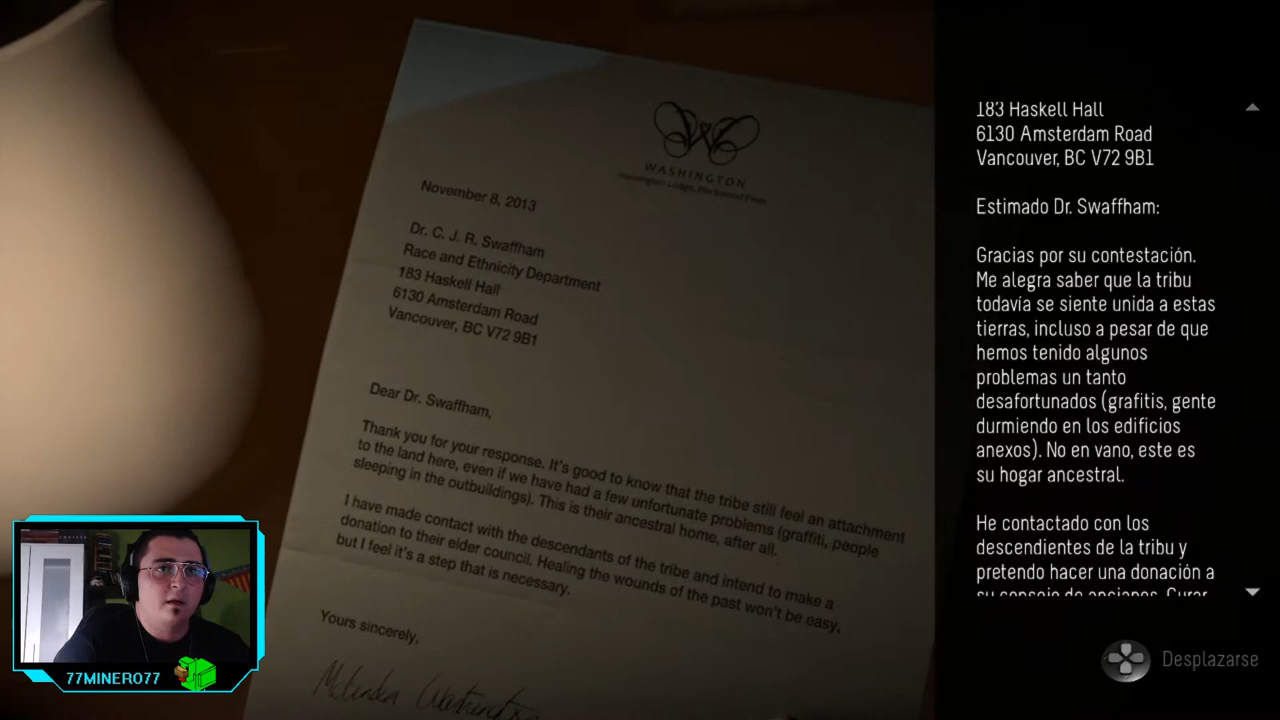 WASHINGTON
November 8, 2013
Dr. C. J. R. Swaffham
Race and Ethnicity Department
183 Haskell Hall
6130 Amsterdam Road
Vancouver, BC V72 9B1
Dear Dr. Swaffham,
Thank you for your response. It's good to know that the tribe still feel an attachment
to the land here, even if we have had a few unfortunate problems (graffiti, people
sleeping in the outbuildings). This is their ancestral home, after all.
I have made contact with the descendants of the tribe and intend to make a
donation to their elder council. Healing the wounds of the past won't be easy,
but I feel it's a step that is necessary.
Yours sincerely,
183 Haskell Hall
6130 Amsterdam Road
Vancouver, BC V72 9B1
Estimado Dr. Swaffham:
Gracias por su contestación.
Me alegra saber que la tribu
todavía se siente unida a estas
tierras, incluso a pesar de que
hemos tenido algunos
problemas un tanto
desafortunados (grafitis, gente
durmiendo en los edificios
anexos). No en vano, este es
su hogar ancestral.
He contactado con los
descendientes de la tribu y
pretendo hacer una donación a
su consejo de ancianos. Curar
Desplazarse
77MINERO77